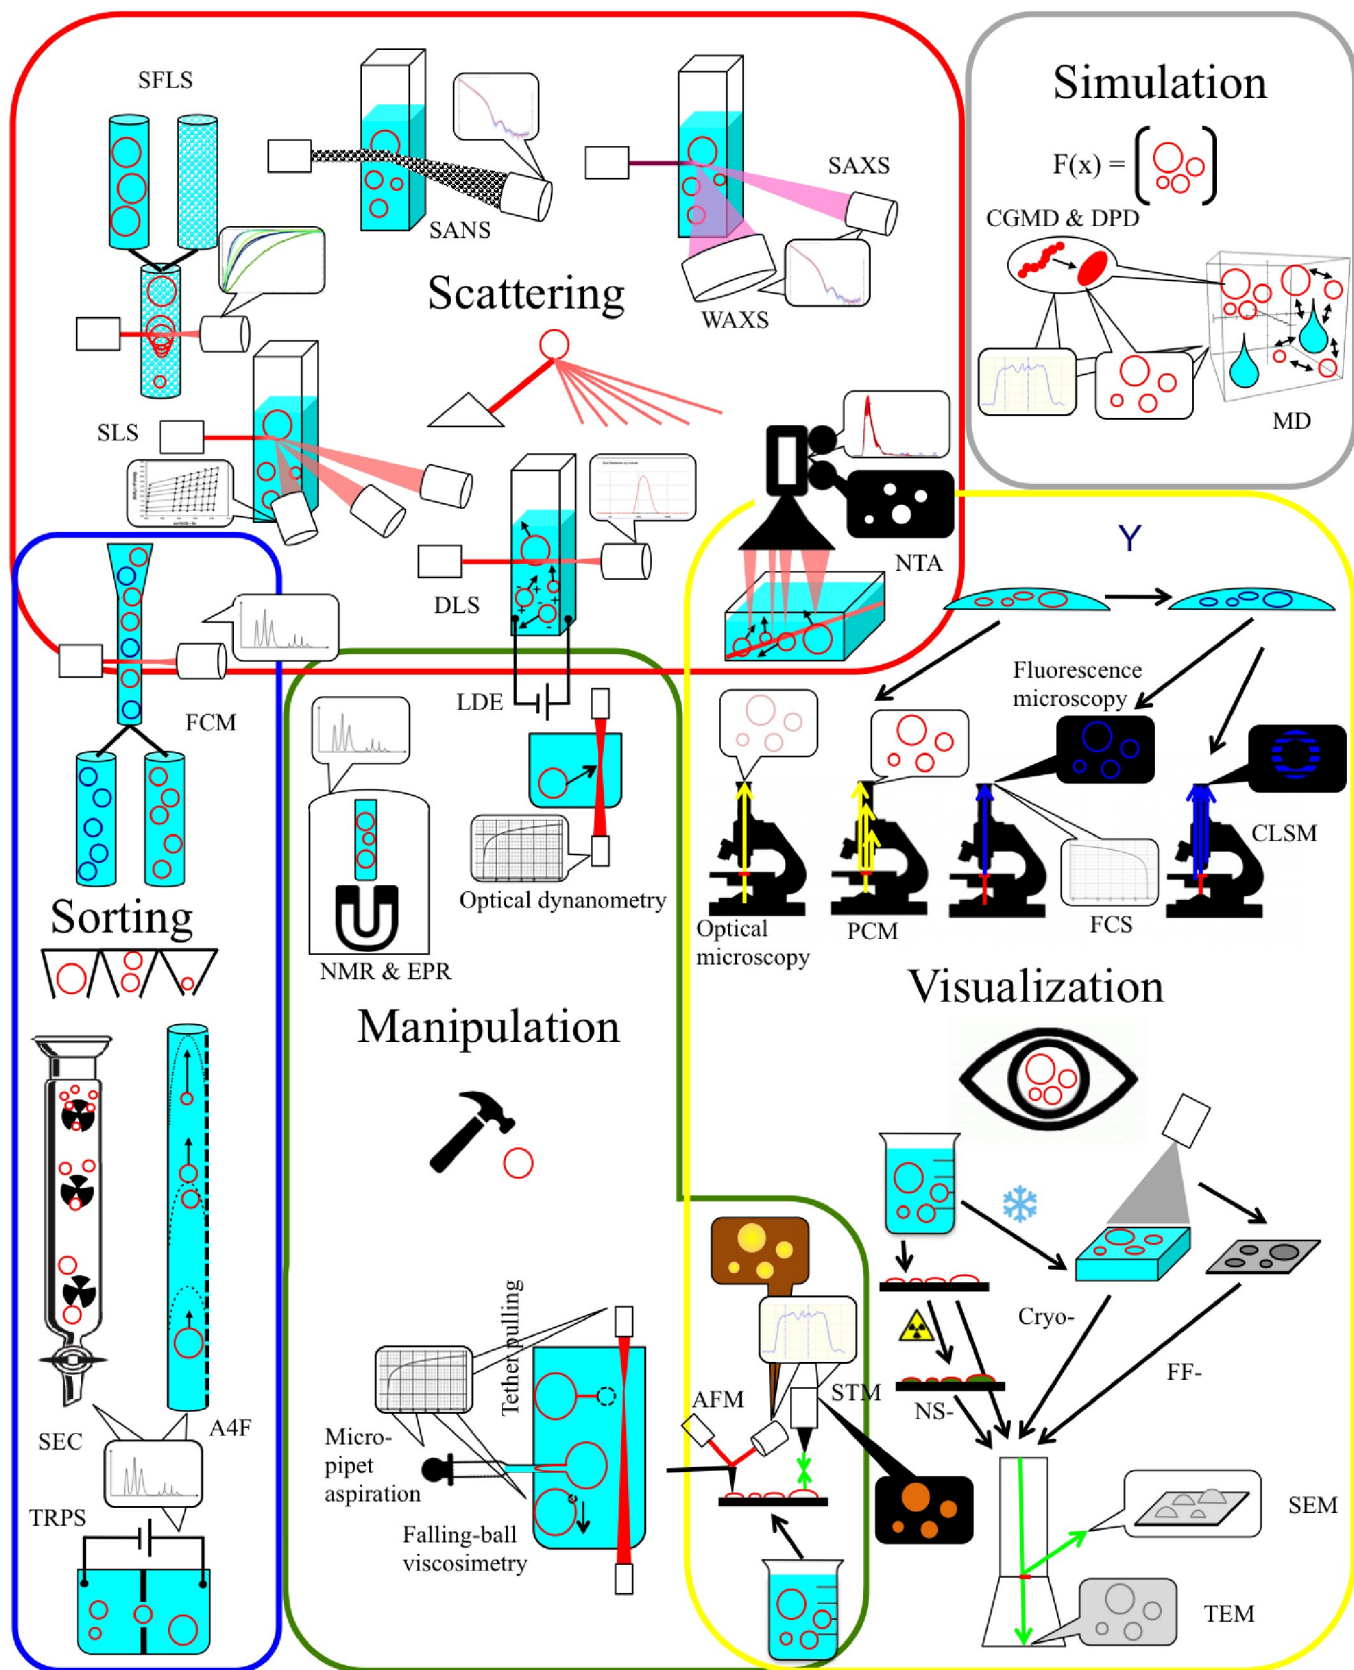 SFLS
SANS
SAXS
WAXS
Scattering
SLS
DLS
NTA
Simulation
F(x) =
CGMD & DPD
MD
FCM
Sorting
SEC
A4F
TRPS
LDE
Optical dynanometry
NMR & EPR
Manipulation
Tether pulling
Micro-
pipet
aspiration
Falling-ball
viscosimetry
AFM
STM
Y
Fluorescence
microscopy
CLSM
Optical
microscopy
PCM
FCS
Visualization
Cryo-
FF-
NS-
SEM
TEM